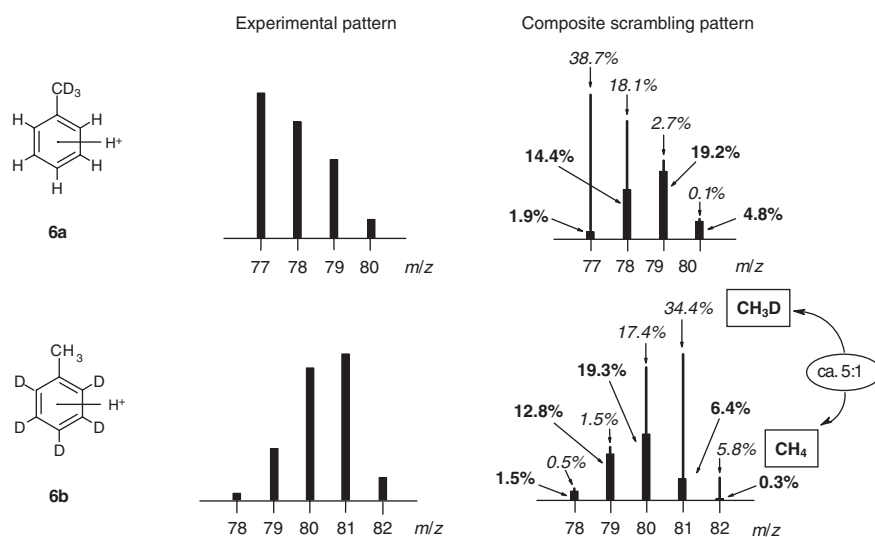 Experimental pattern
Composite scrambling pattern
CD3
H
H
H
H
H
H+
6a
77 78 79 80 m/z
38.7%
18.1%
2.7%
14.4%
19.2%
0.1%
1.9%
4.8%
77 78 79 80 m/z
CH3
D
D
D
D
D
H+
6b
78 79 80 81 82 m/z
34.4%
17.4%
19.3%
12.8%
1.5%
6.4%
0.5%
5.8%
1.5%
0.3%
78 79 80 81 82 m/z
CH3D
ca. 5:1
CH4